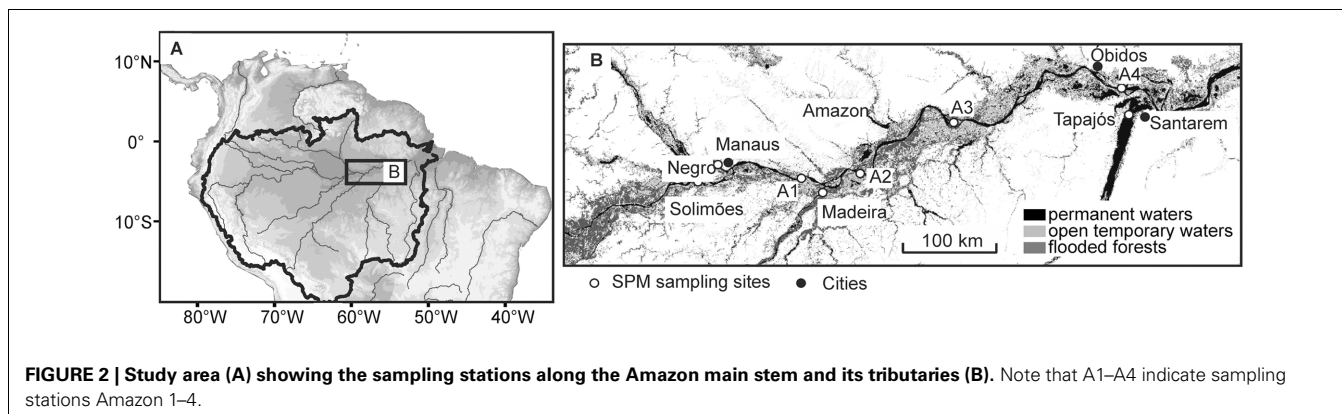 A
10°N
0°
10°S
B
80°W 70°W 60°W 50°W 40°W
B
Óbidos
A4
Amazon
A3
Tapajós
Santarem
Manaus
Negro
A1
A2
Solimões
Madeira
permanent waters
open temporary waters
flooded forests
100 km
SPM sampling sites
Cities
FIGURE 2 | Study area (A) showing the sampling stations along the Amazon main stem and its tributaries (B). Note that A1–A4 indicate sampling
stations Amazon 1–4.